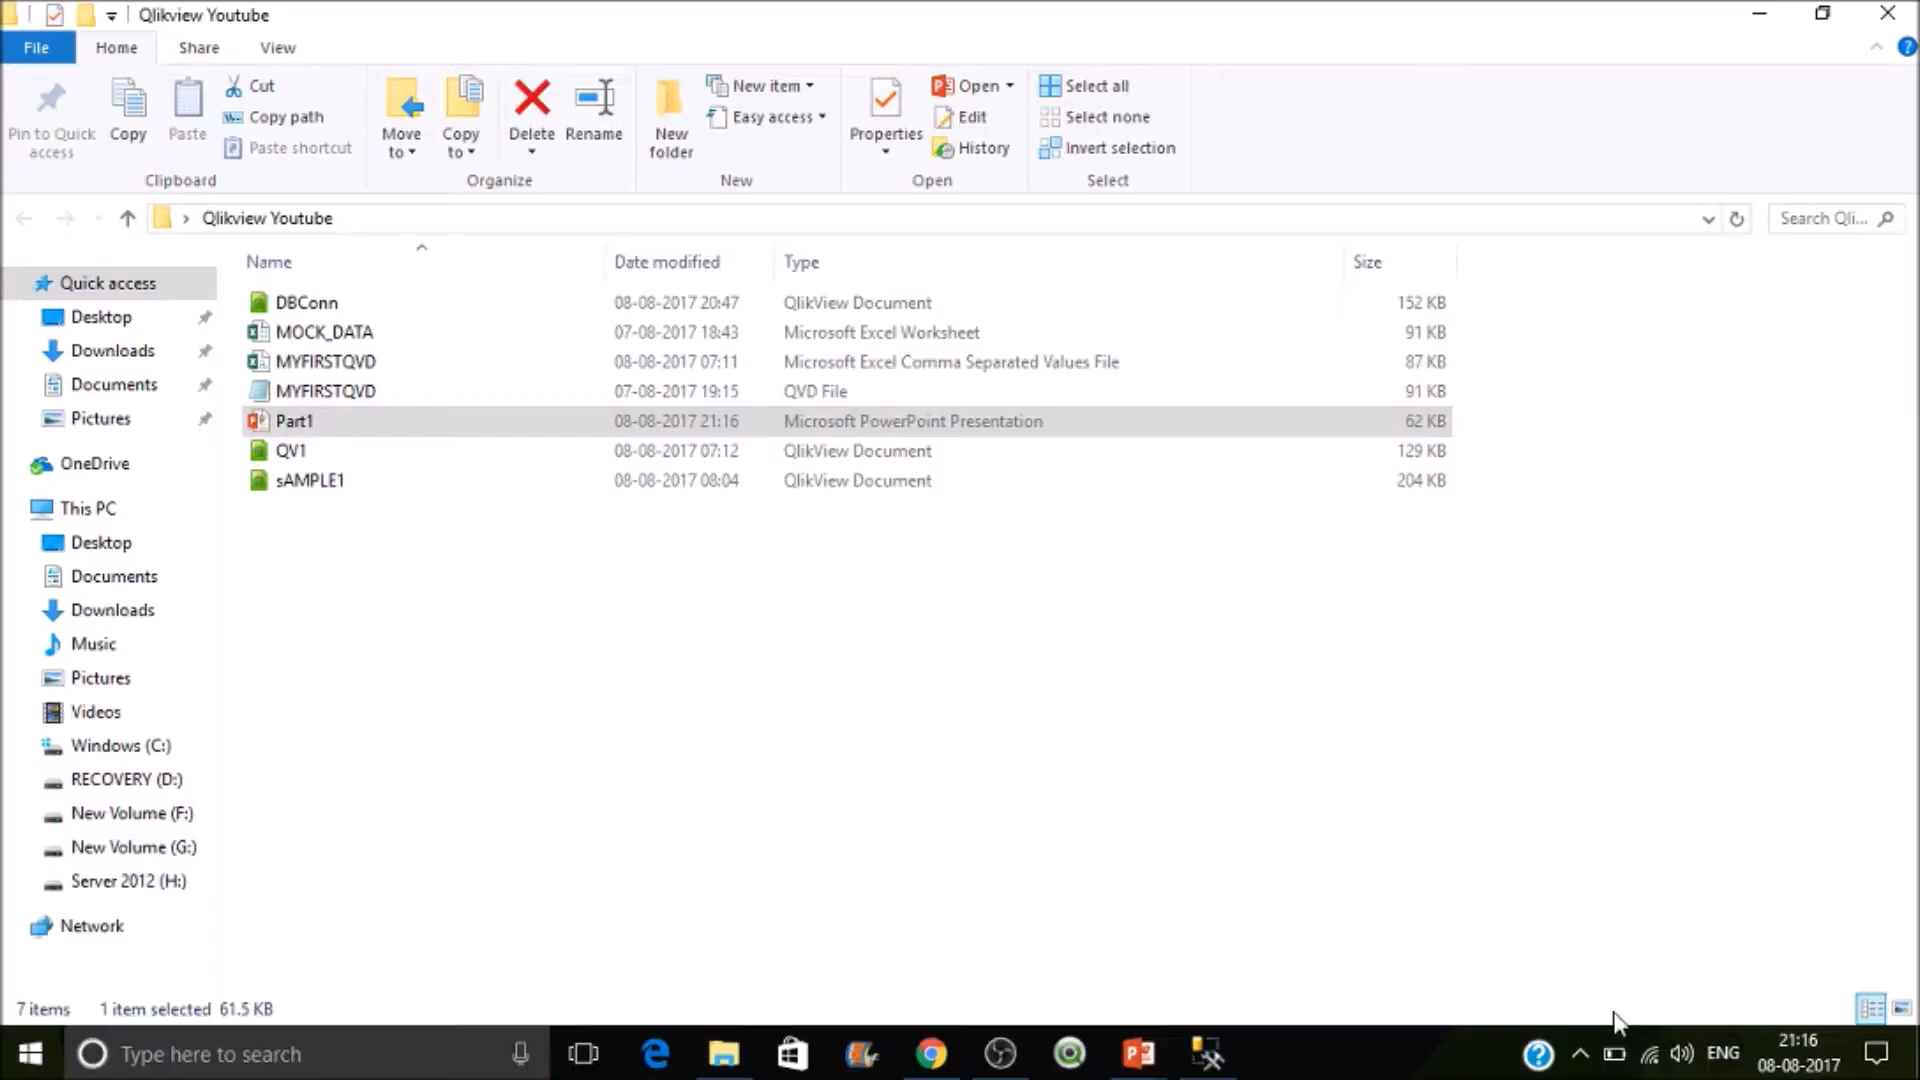 Qlikview Youtube
File Home Share View
Pin to Quick access
Copy
Paste
Cut
Copy path
Paste shortcut
Clipboard
Move to
Copy to
Delete
Rename
Organize
New folder
New item
Easy access
New
Properties
Open
Edit
History
Open
Select all
Select none
Invert selection
Select
Qlikview Youtube
Search Qli...
Name Date modified Type Size
DBConn 08-08-2017 20:47 QlikView Document 152 KB
MOCK_DATA 07-08-2017 18:43 Microsoft Excel Worksheet 91 KB
MYFIRSTQVD 08-08-2017 07:11 Microsoft Excel Comma Separated Values File 87 KB
MYFIRSTQVD 07-08-2017 19:15 QVD File 91 KB
Part1 08-08-2017 21:16 Microsoft PowerPoint Presentation 62 KB
QV1 08-08-2017 07:12 QlikView Document 129 KB
sAMPLE1 08-08-2017 08:04 QlikView Document 204 KB
Quick access
Desktop
Downloads
Documents
Pictures
OneDrive
This PC
Desktop
Documents
Downloads
Music
Pictures
Videos
Windows (C:)
RECOVERY (D:)
New Volume (F:)
New Volume (G:)
Server 2012 (H:)
Network
7 items 1 item selected 61.5 KB
Type here to search
ENG
21:16
08-08-2017